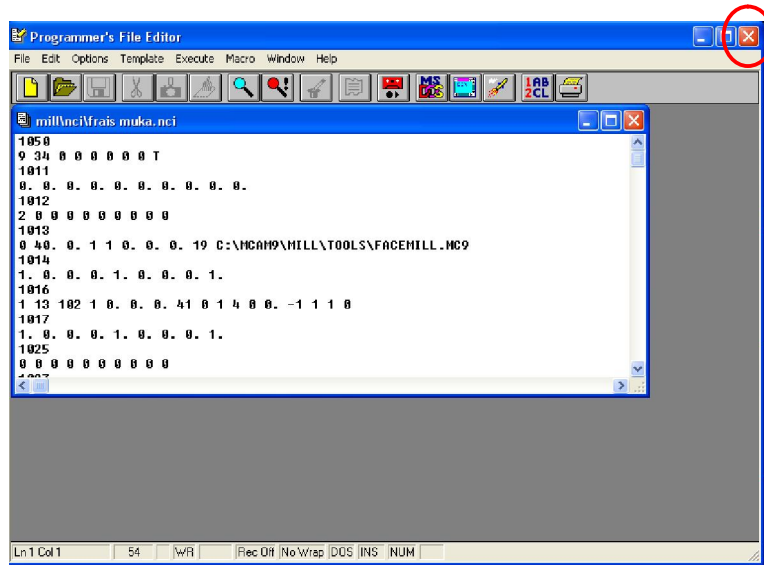 Programmer's File Editor
File Edit Options Template Execute Macro Window Help
MS DOS 1AB 2CL
mill\nci\frais muka.nci
1050
9 34 0 0 0 0 0 0 T
1011
0. 0. 0. 0. 0. 0. 0. 0. 0. 0.
1012
2 0 0 0 0 0 0 0 0 0
1013
0 40. 0. 1 1 0. 0. 0. 19 C:\MCAM9\MILL\TOOLS\FACEMILL.MC9
1014
1. 0. 0. 0. 1. 0. 0. 0. 1.
1016
1 13 102 1 0. 0. 0. 41 0 1 4 0 0. -1 1 1 0
1017
1. 0. 0. 0. 1. 0. 0. 0. 1.
1025
0 0 0 0 0 0 0 0 0 0
Ln 1 Col 1 54 WR Rec Off No Wrap DOS INS NUM